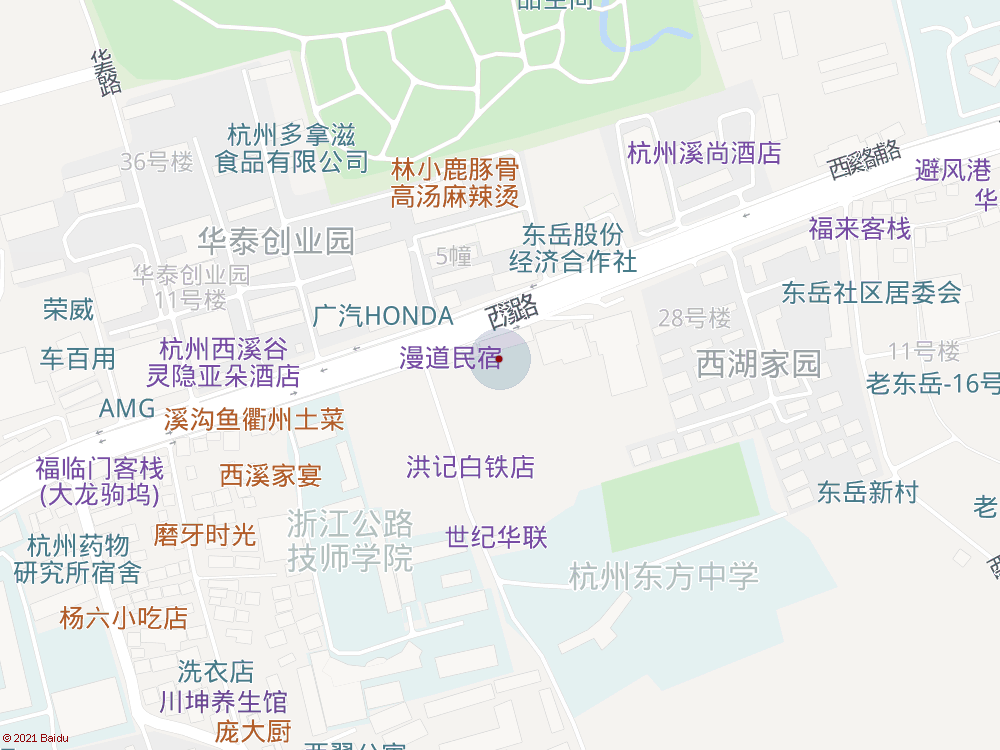 品空间
华泰路
杭州多拿滋
食品有限公司
36号楼
林小鹿豚骨
高汤麻辣烫
杭州溪尚酒店
西溪路辅路
避风港
华
福来客栈
华泰创业园
5幢
东岳股份
经济合作社
华泰创业园
11号楼
东岳社区居委会
荣威
广汽HONDA
西溪路
28号楼
车百用
杭州西溪谷
灵隐亚朵酒店
漫道民宿
西湖家园
11号楼
老东岳-16号
AMG
溪沟鱼衢州土菜
福临门客栈
(大龙驹坞)
西溪家宴
洪记白铁店
东岳新村
老
浙江公路
技师学院
磨牙时光
世纪华联
杭州药物
研究所宿舍
杭州东方中学
西
杨六小吃店
洗衣店
川坤养生馆
庞大厨
© 2021 Baidu